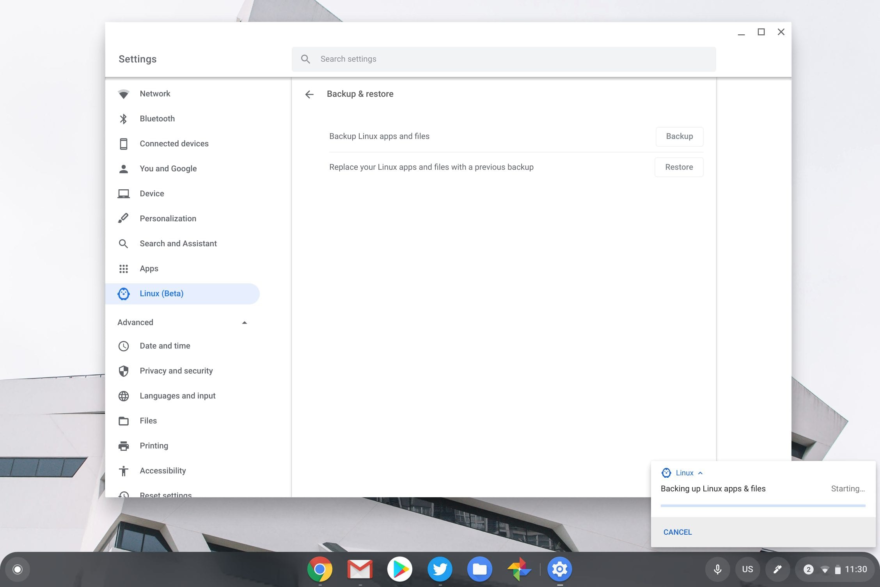 Settings
Search settings
Network
Bluetooth
Connected devices
You and Google
Device
Personalization
Search and Assistant
Apps
Linux (Beta)
Advanced
Date and time
Privacy and security
Languages and input
Files
Printing
Accessibility
Reset settings
Backup & restore
Backup Linux apps and files
Backup
Replace your Linux apps and files with a previous backup
Restore
Linux
Backing up Linux apps & files Starting...
CANCEL
US
2 11:30